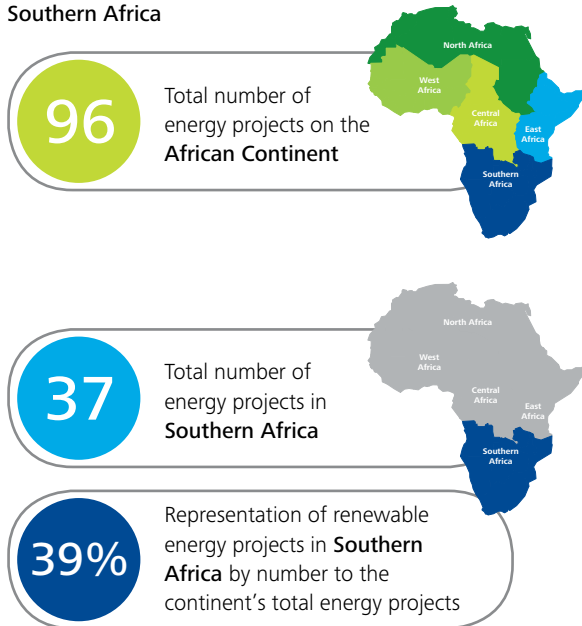 Southern Africa
96
Total number of
energy projects on the
African Continent
North Africa
West
Africa
Central
Africa
East
Africa
Southern
Africa
37
Total number of
energy projects in
Southern Africa
North Africa
West
Africa
Central
Africa
East
Africa
Southern
Africa
39%
Representation of renewable
energy projects in Southern
Africa by number to the
continent's total energy projects